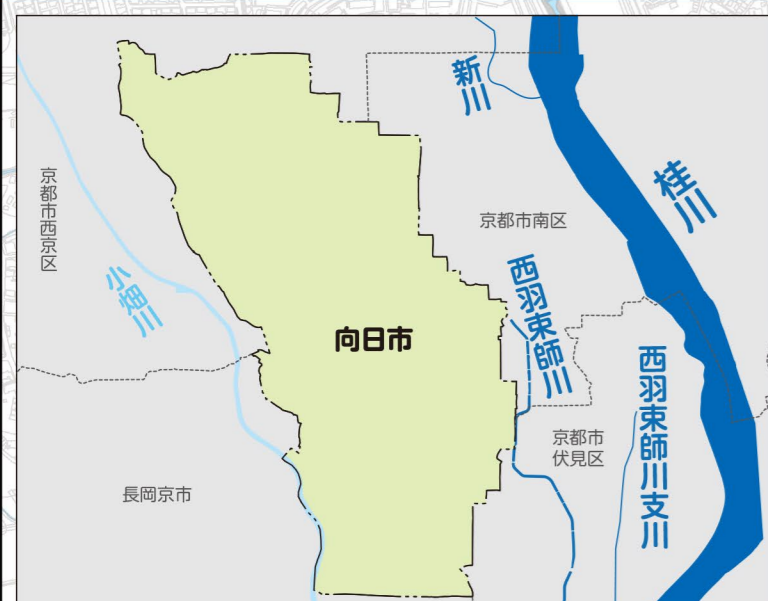 新川
桂川
京都市西京区
京都市南区
小畑川
西羽束師川
向日市
西羽束師川支川
京都市
伏見区
長岡京市